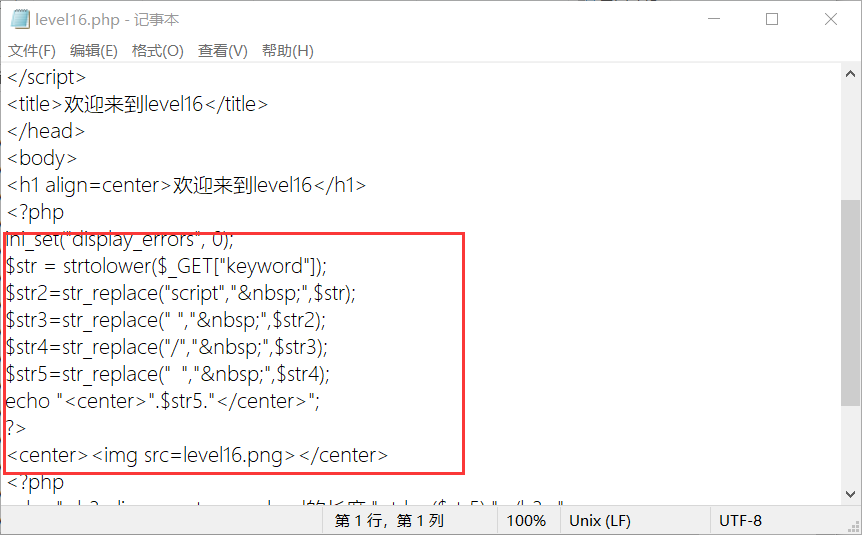 level16.php - 记事本
文件(F) 编辑(E) 格式(O) 查看(V) 帮助(H)
</script>
<title>欢迎来到level16</title>
</head>
<body>
<h1 align=center>欢迎来到level16</h1>
<?php
ini_set("display_errors", 0);
$str = strtolower($_GET["keyword"]);
$str2=str_replace("script","&nbsp;",$str);
$str3=str_replace(" ","&nbsp;",$str2);
$str4=str_replace("/","&nbsp;",$str3);
$str5=str_replace("	","&nbsp;",$str4);
echo "<center>".$str5."</center>";
?>
<center><img src=level16.png></center>
<?php
第 1 行，第 1 列 100% Unix (LF) UTF-8